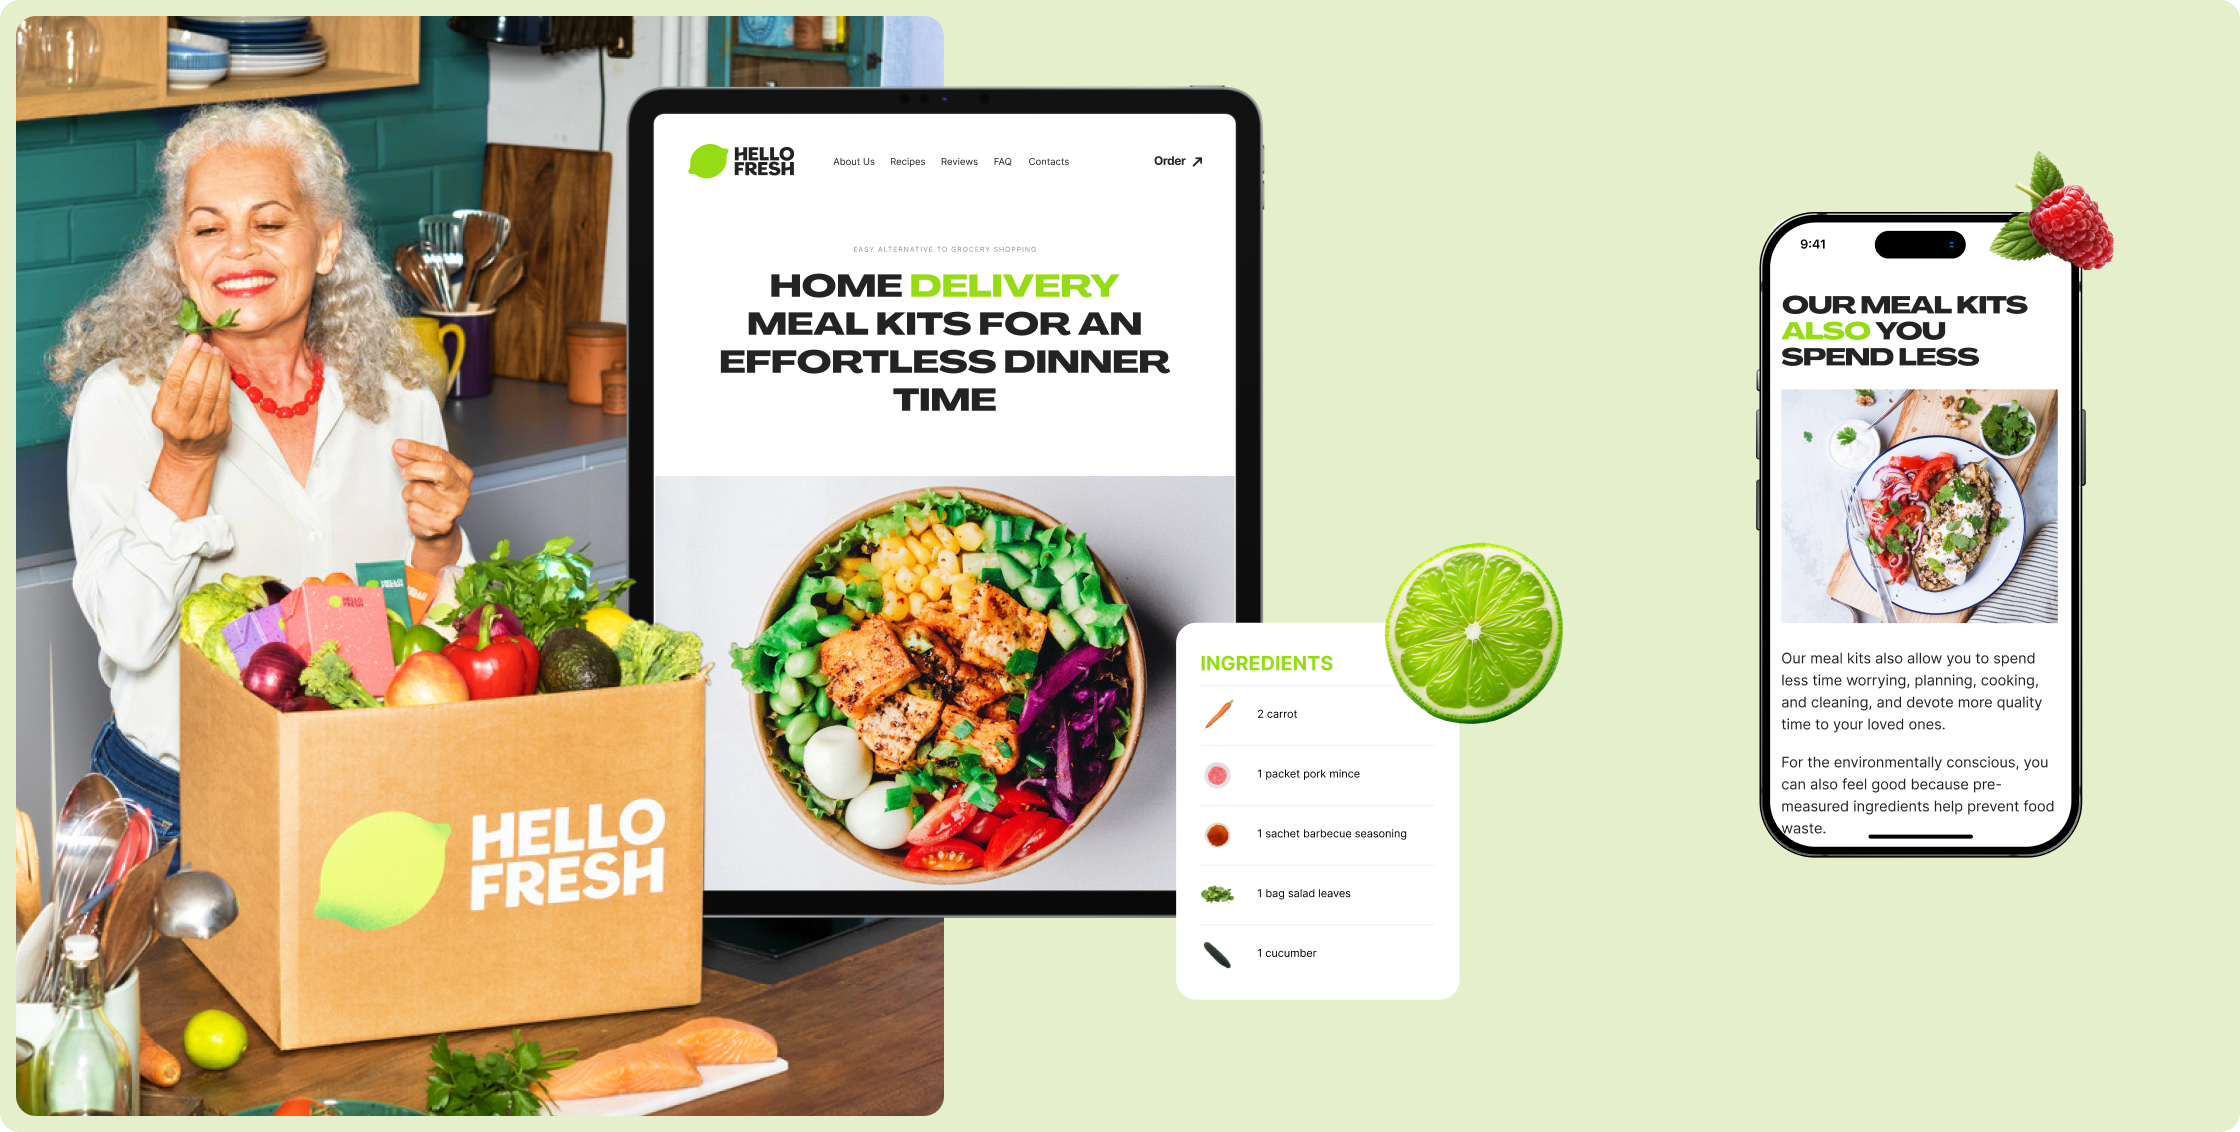 HELLO
FRESH
About Us Recipes Reviews FAQ Contacts
Order
EASY ALTERNATIVE TO GROCERY SHOPPING
HOME DELIVERY
MEAL KITS FOR AN
EFFORTLESS DINNER
TIME
HELLO
FRESH
HELLO
FRESH
INGREDIENTS
2 carrot
1 packet pork mince
1 sachet barbecue seasoning
1 bag salad leaves
1 cucumber
9:41
OUR MEAL KITS
ALSO YOU
SPEND LESS
Our meal kits also allow you to spend
less time worrying, planning, cooking,
and cleaning, and devote more quality
time to your loved ones.
For the environmentally conscious, you
can also feel good because pre-
measured ingredients help prevent food
waste.